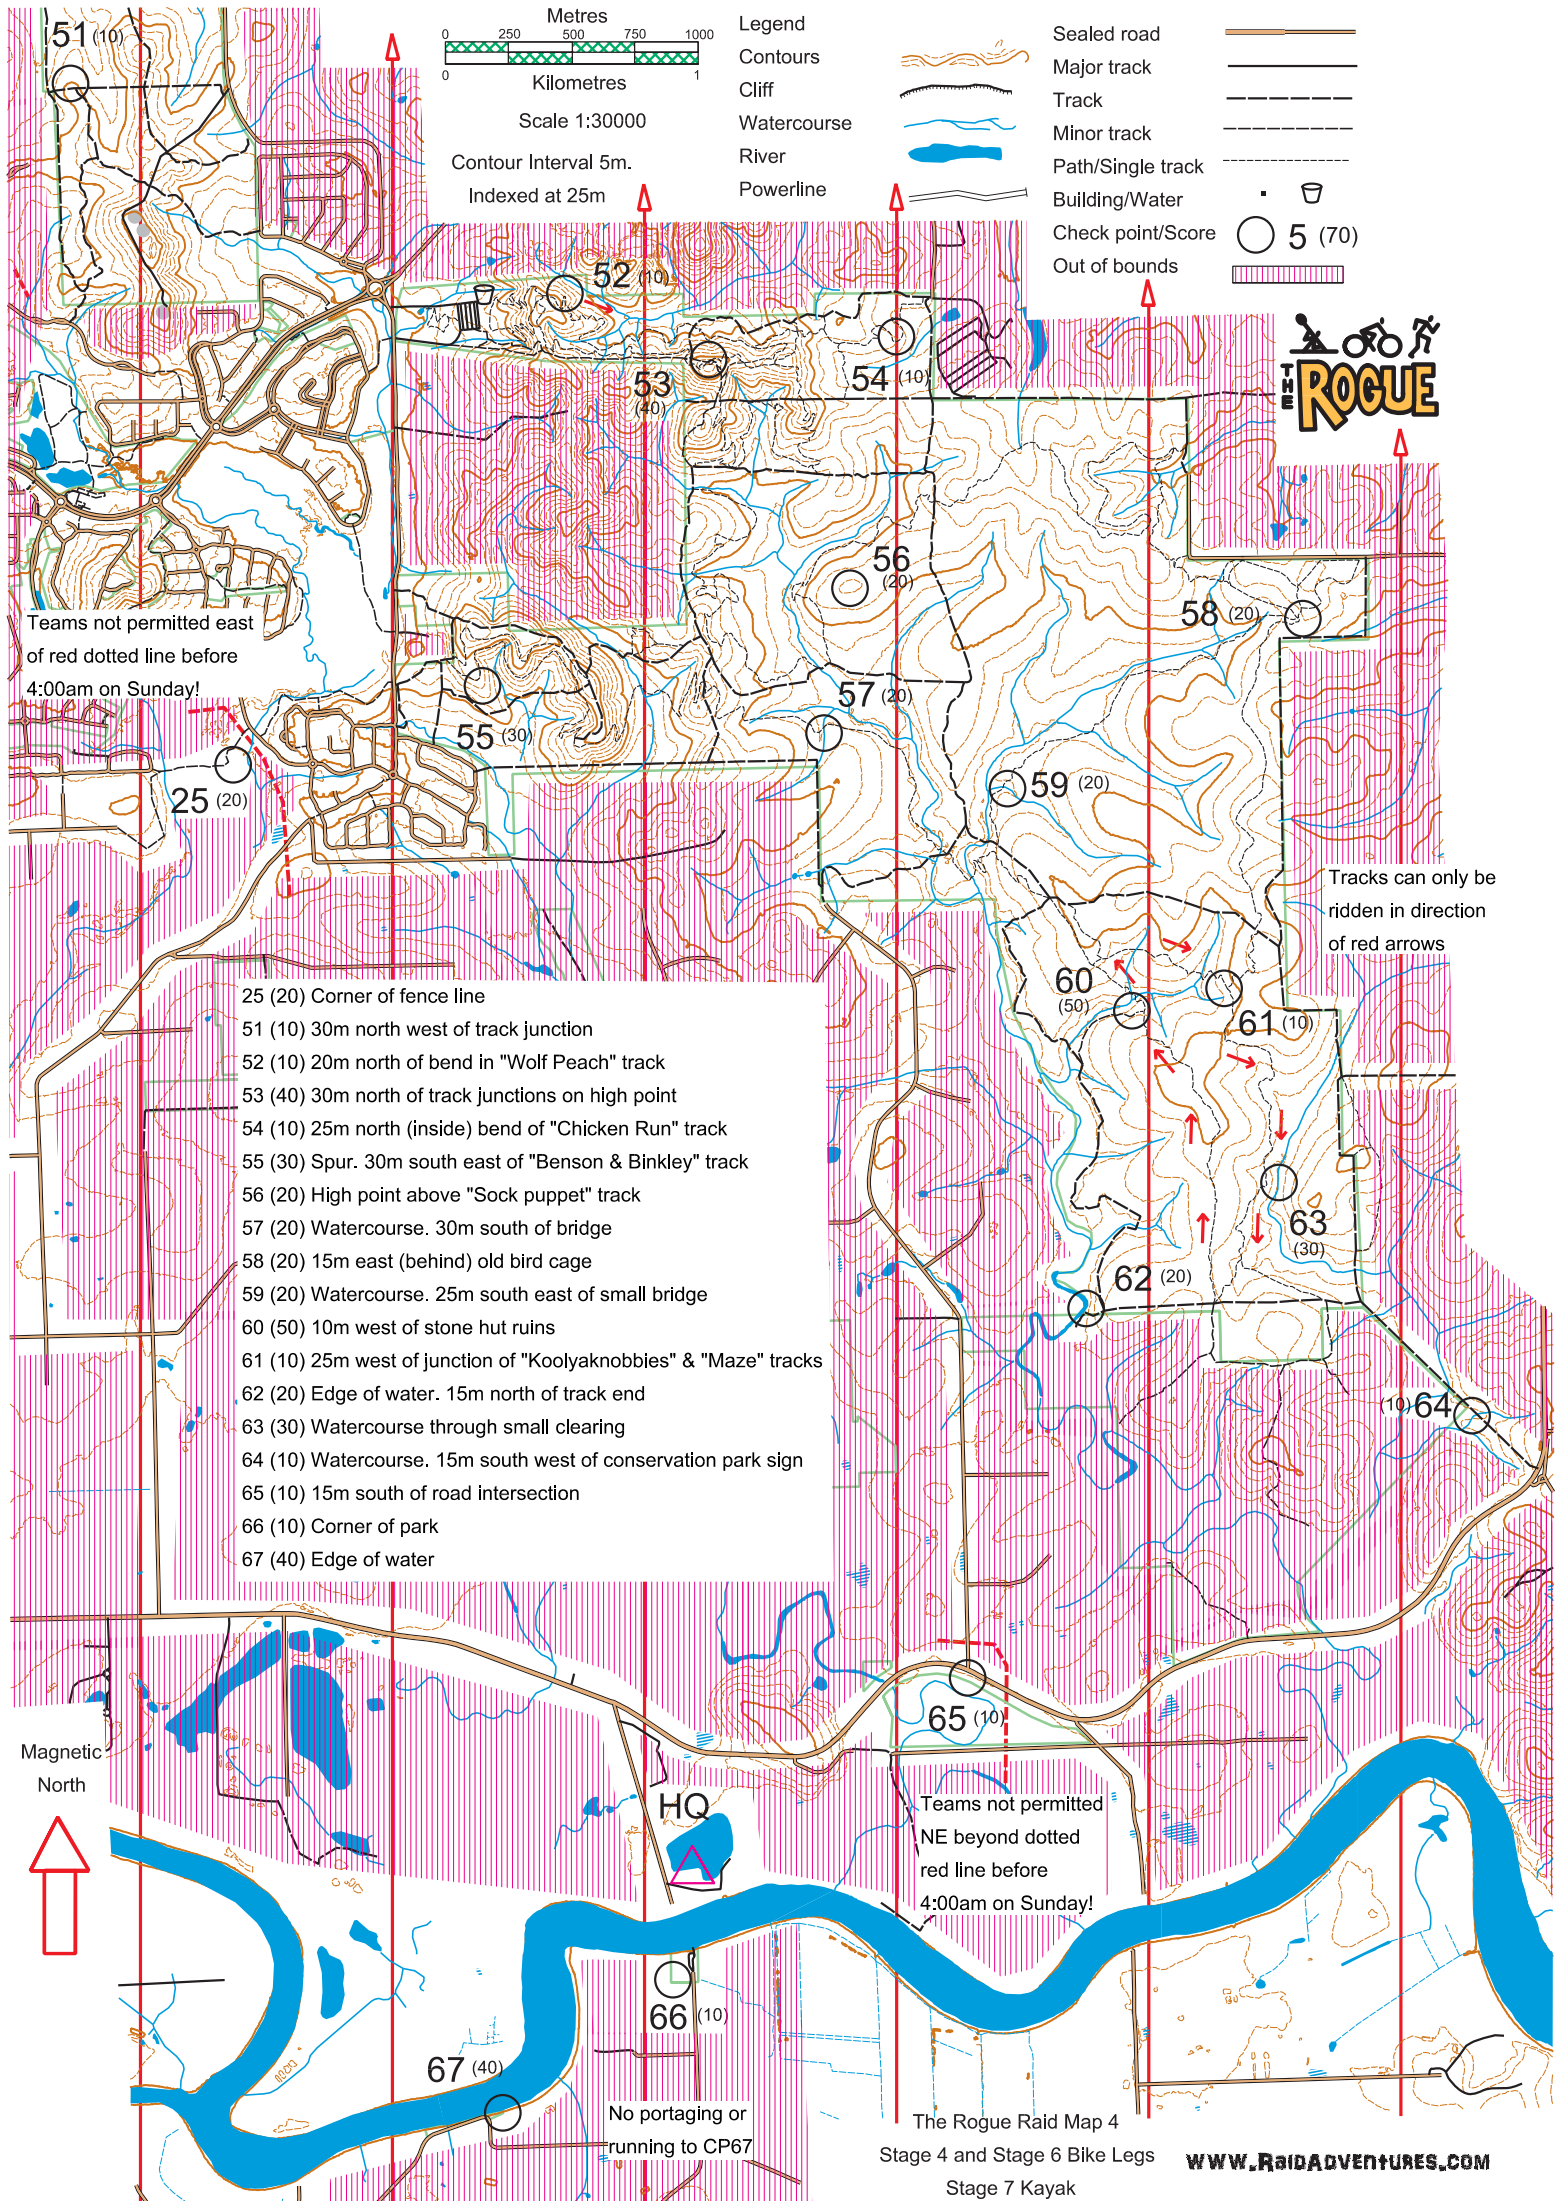 51 (10)
Metres
0 250 500 750 1000
0 1
Kilometres
Scale 1:30000
Contour Interval 5m.
Indexed at 25m
Legend
Contours
Cliff
Watercourse
River
Powerline
Sealed road
Major track
Track
Minor track
Path/Single track
Building/Water
Check point/Score 5 (70)
Out of bounds
THE ROGUE
52 (10)
53 (40)
54 (10)
56 (20)
58 (20)
Teams not permitted east
of red dotted line before
4:00am on Sunday!
57 (20)
55 (30)
25 (20)
59 (20)
Tracks can only be
ridden in direction
of red arrows
60 (50)
61 (10)
25 (20) Corner of fence line
51 (10) 30m north west of track junction
52 (10) 20m north of bend in "Wolf Peach" track
53 (40) 30m north of track junctions on high point
54 (10) 25m north (inside) bend of "Chicken Run" track
55 (30) Spur. 30m south east of "Benson & Binkley" track
56 (20) High point above "Sock puppet" track
57 (20) Watercourse. 30m south of bridge
58 (20) 15m east (behind) old bird cage
59 (20) Watercourse. 25m south east of small bridge
60 (50) 10m west of stone hut ruins
61 (10) 25m west of junction of "Koolyaknobbies" & "Maze" tracks
62 (20) Edge of water. 15m north of track end
63 (30) Watercourse through small clearing
64 (10) Watercourse. 15m south west of conservation park sign
65 (10) 15m south of road intersection
66 (10) Corner of park
67 (40) Edge of water
63 (30)
62 (20)
(10) 64
65 (10)
Magnetic
North
HQ
Teams not permitted
NE beyond dotted
red line before
4:00am on Sunday!
66 (10)
67 (40)
No portaging or
running to CP67
The Rogue Raid Map 4
Stage 4 and Stage 6 Bike Legs
Stage 7 Kayak
WWW.RAIDADVENTURES.COM